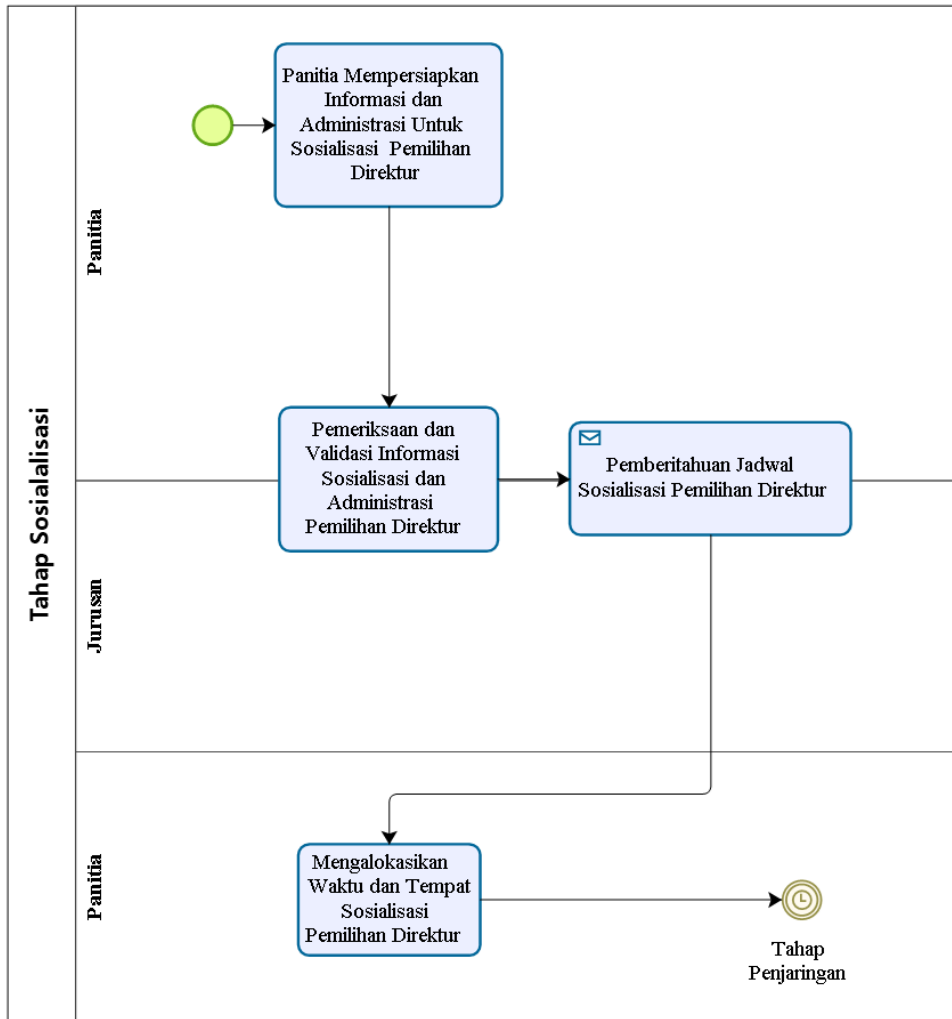 Tahap Sosialalisasi
Panitia
Panitia Mempersiapkan
Informasi dan
Administrasi Untuk
Sosialisasi Pemilihan
Direktur
Jurusan
Pemeriksaan dan
Validasi Informasi
Sosialisasi dan
Administrasi
Pemilihan Direktur
Pemberitahuan Jadwal
Sosialisasi Pemilihan Direktur
Panitia
Mengalokasikan
Waktu dan Tempat
Sosialisasi
Pemilihan Direktur
Tahap
Penjaringan